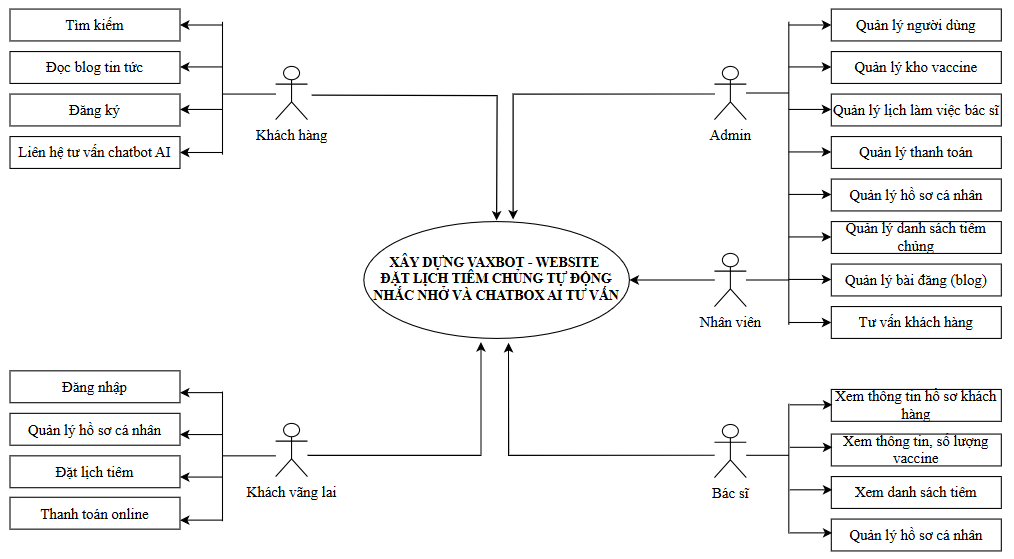 Tìm kiếm
Đọc blog tin tức
Đăng ký
Liên hệ tư vấn chatbot AI
Khách hàng
Admin
Quản lý người dùng
Quản lý kho vaccine
Quản lý lịch làm việc bác sĩ
Quản lý thanh toán
Quản lý hồ sơ cá nhân
Quản lý danh sách tiêm
chủng
Quản lý bài đăng (blog)
Tư vấn khách hàng
XÂY DỰNG VAXBOT - WEBSITE
ĐẶT LỊCH TIÊM CHỦNG TỰ ĐỘNG
NHẮC NHỞ VÀ CHATBOX AI TƯ VẤN
Nhân viên
Đăng nhập
Quản lý hồ sơ cá nhân
Đặt lịch tiêm
Thanh toán online
Khách vãng lai
Bác sĩ
Xem thông tin hồ sơ khách
hàng
Xem thông tin, số lượng
vaccine
Xem danh sách tiêm
Quản lý hồ sơ cá nhân